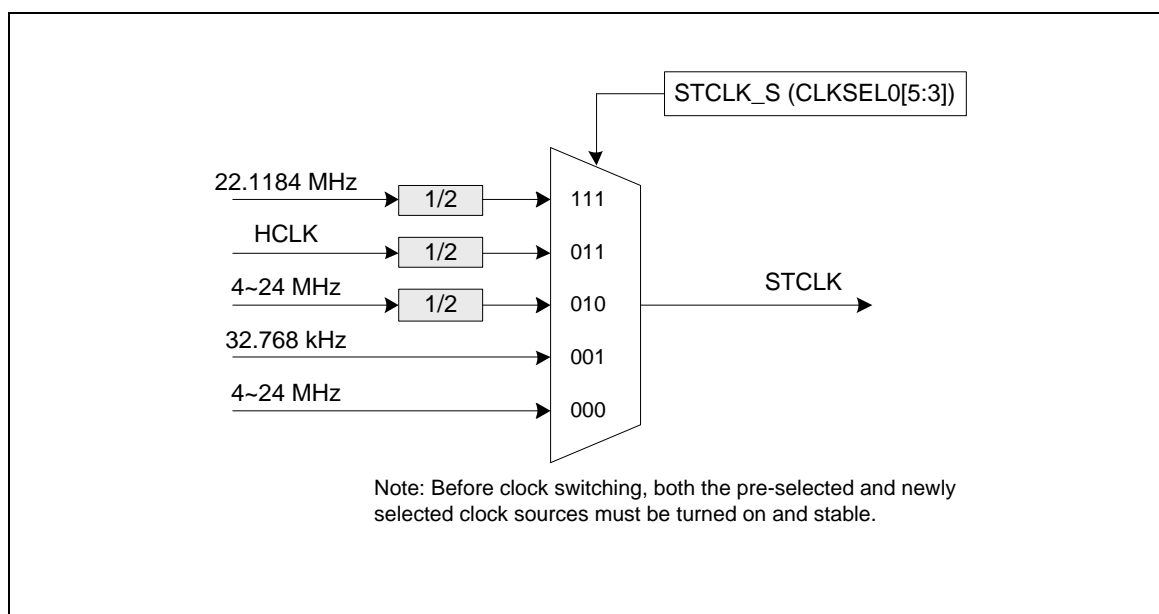 STCLK_S (CLKSEL0[5:3])
22.1184 MHz
1/2
111
HCLK
1/2
011
4~24 MHz
1/2
010
STCLK
32.768 kHz
001
4~24 MHz
000
Note: Before clock switching, both the pre-selected and newly
selected clock sources must be turned on and stable.